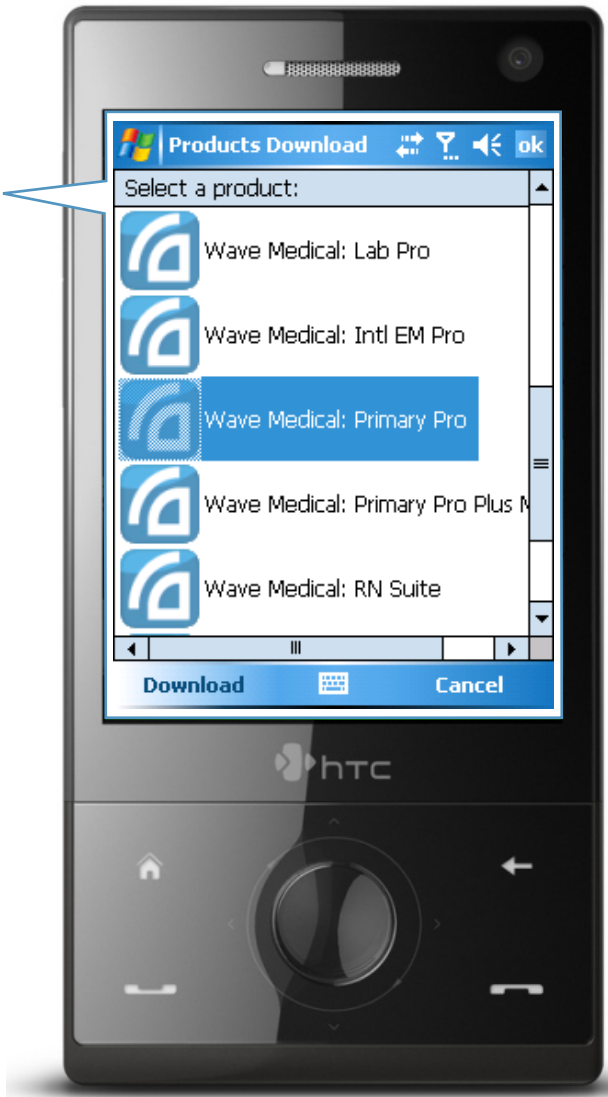 Products Download ok
Select a product:
Wave Medical: Lab Pro
Wave Medical: Intl EM Pro
Wave Medical: Primary Pro
Wave Medical: Primary Pro Plus
Wave Medical: RN Suite
Download Cancel
hTC